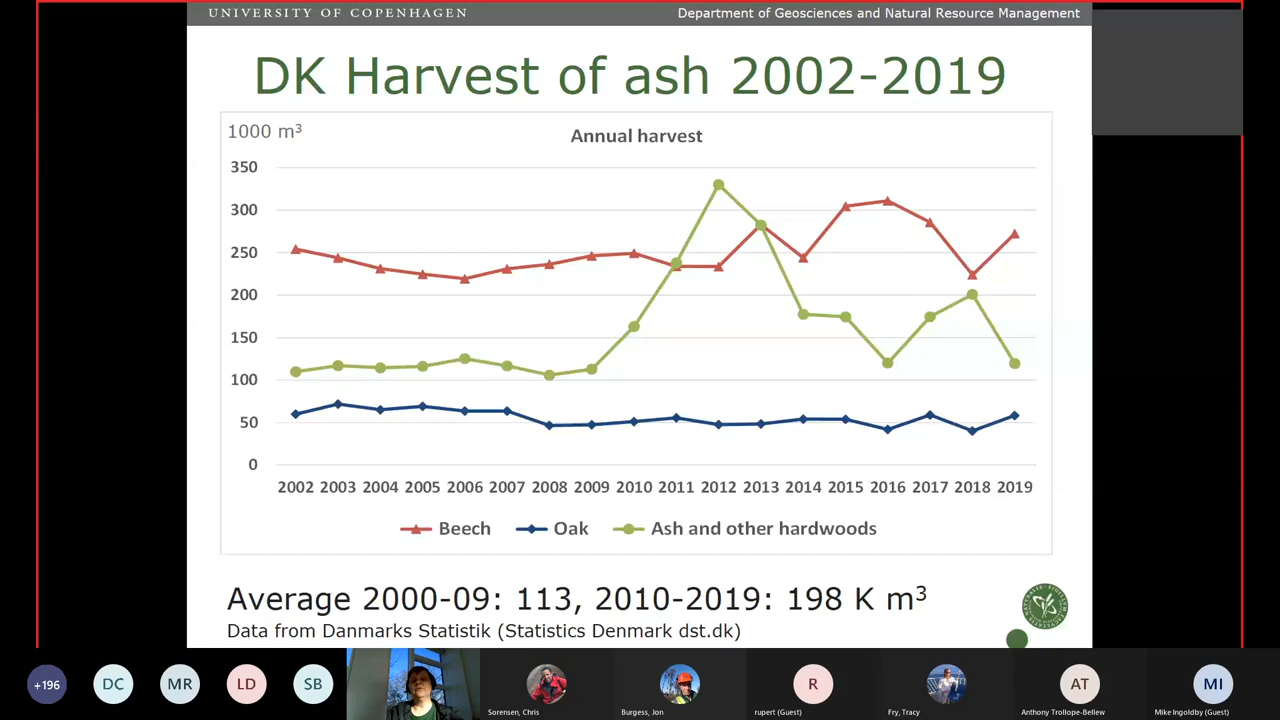 UNIVERSITY OF COPENHAGEN
Department of Geosciences and Natural Resource Management
DK Harvest of ash 2002-2019
1000 m³
Annual harvest
350
300
250
200
150
100
50
0
2002 2003 2004 2005 2006 2007 2008 2009 2010 2011 2012 2013 2014 2015 2016 2017 2018 2019
Beech Oak Ash and other hardwoods
Average 2000-09: 113, 2010-2019: 198 K m³
Data from Danmarks Statistik (Statistics Denmark dst.dk)
+196 DC MR LD SB R AT MI
Sorensen, Chris Burgess, Jon rupert (Guest) Fry, Tracy Anthony Trollope-Bellew Mike Ingoldby (Guest)